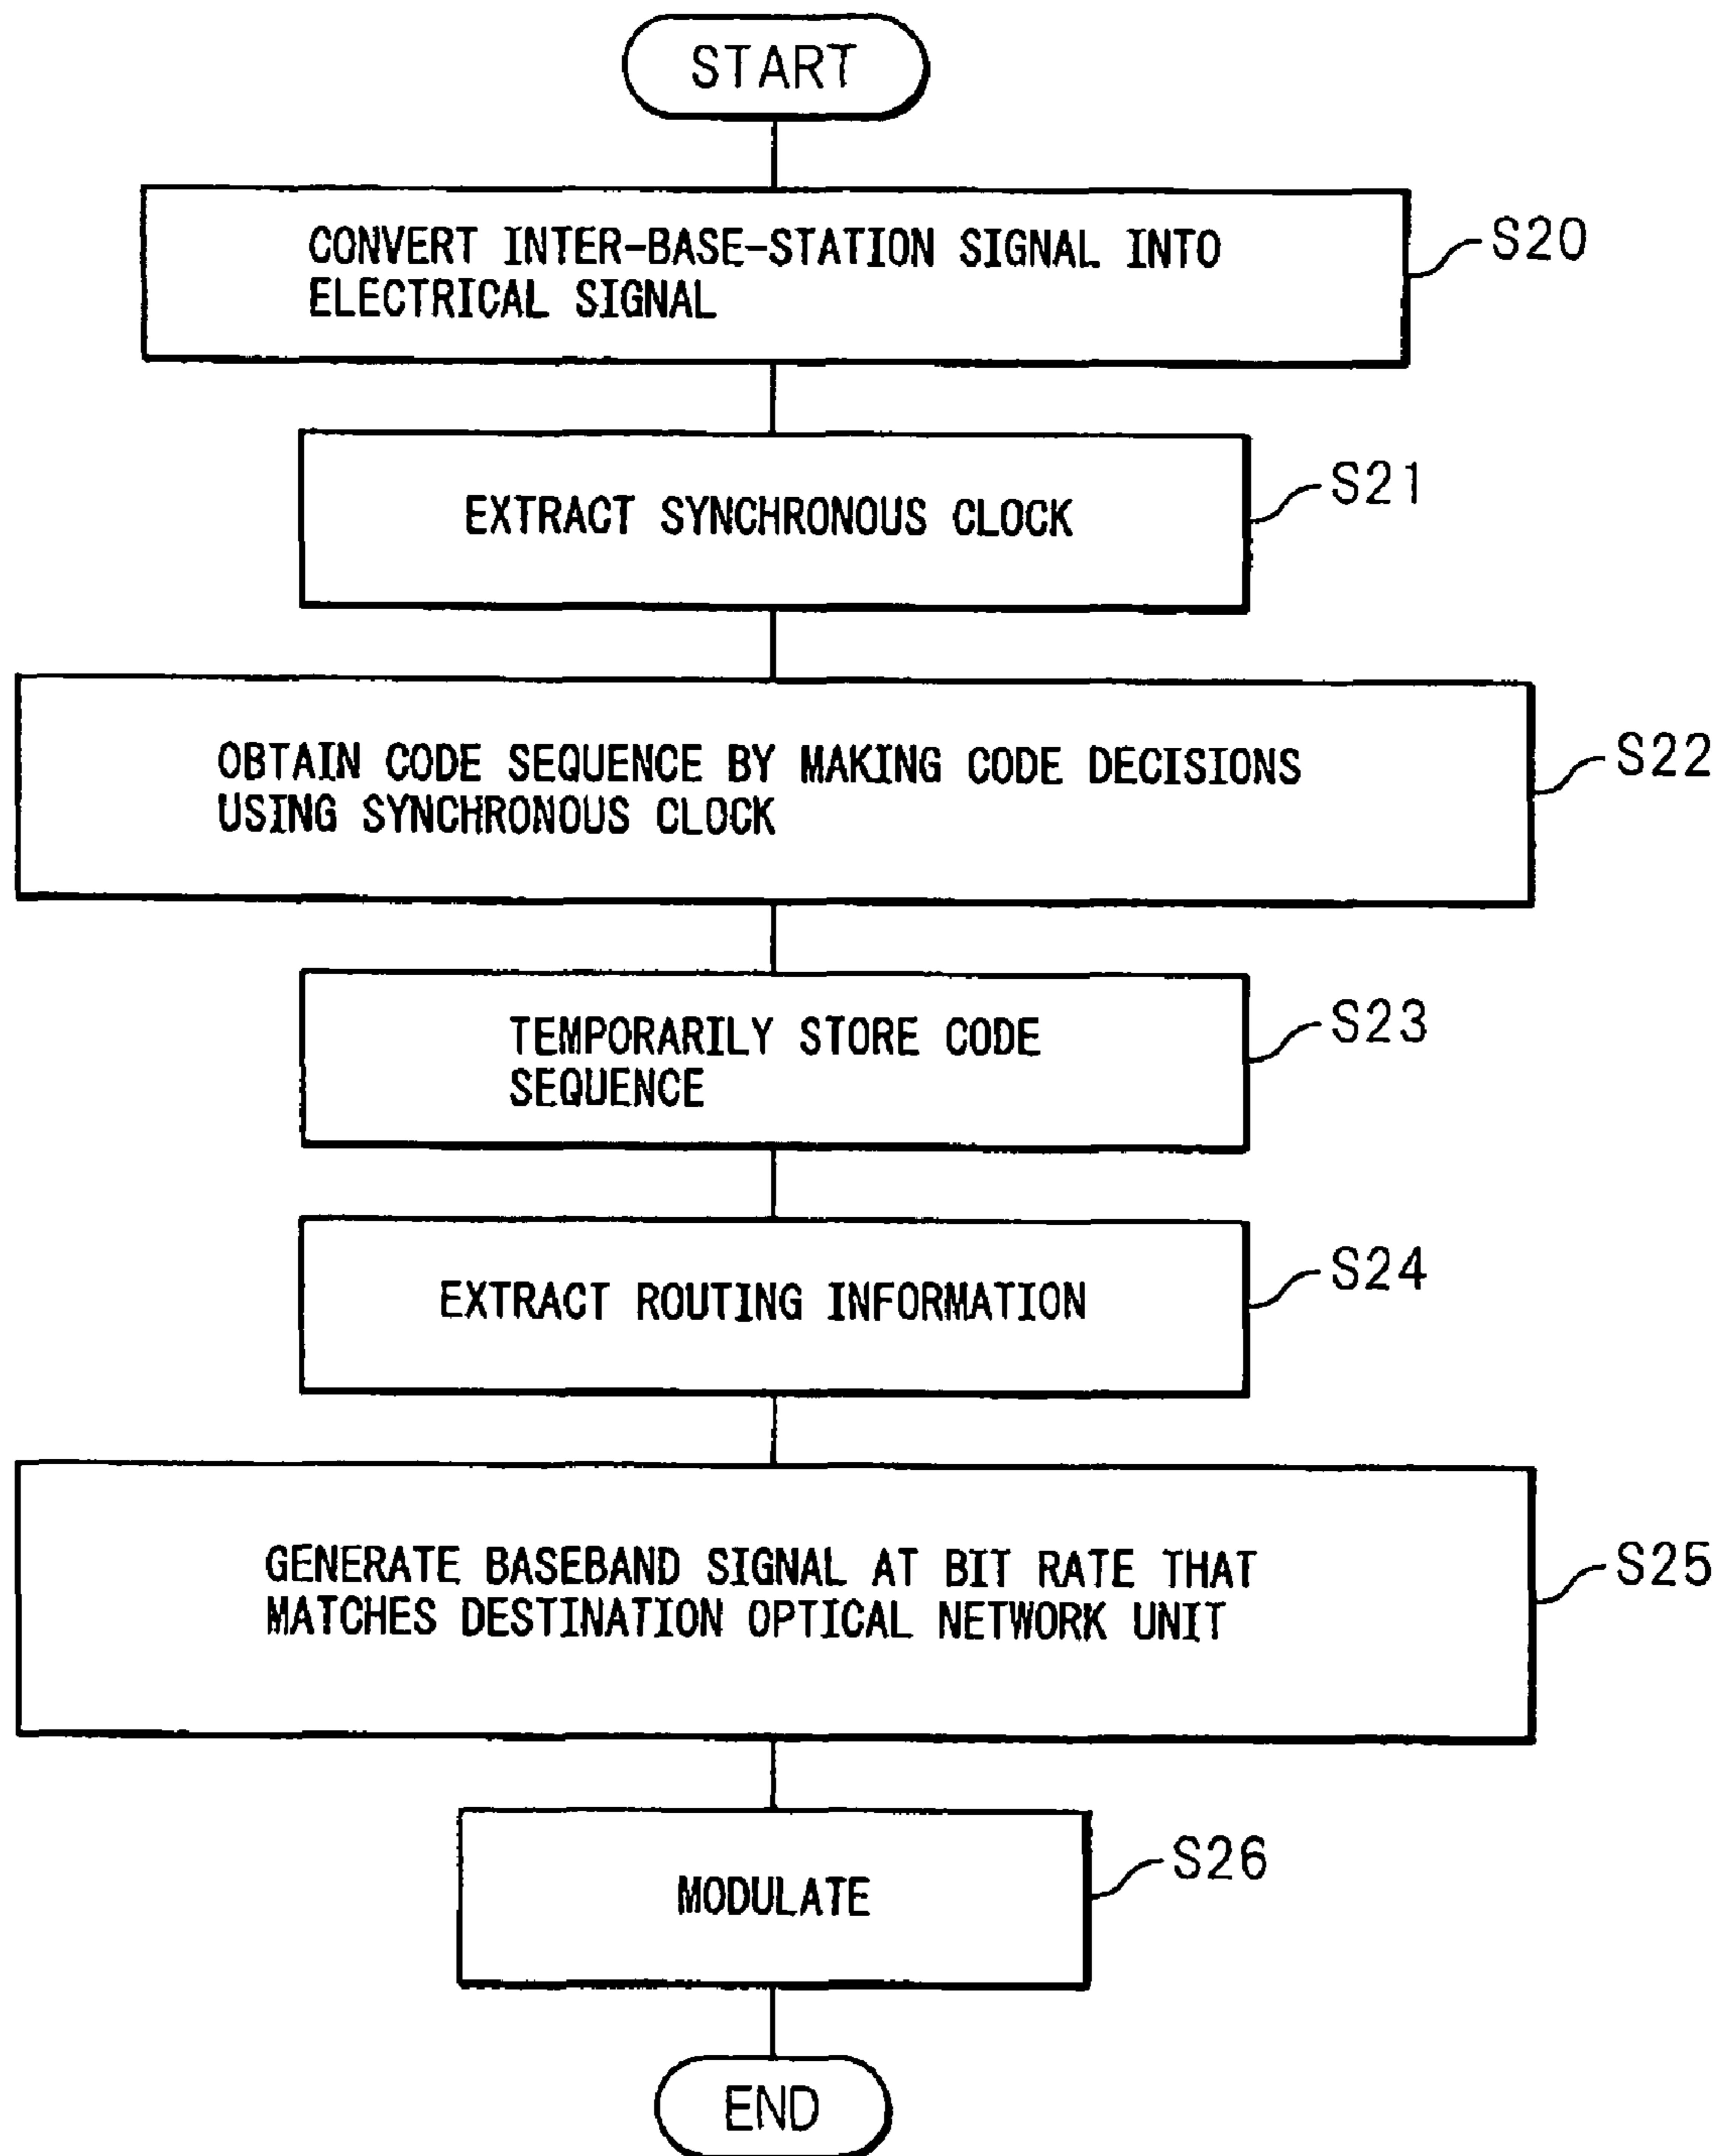 START
CONVERT INTER-BASE-STATION SIGNAL INTO
ELECTRICAL SIGNAL
S20
EXTRACT SYNCHRONOUS CLOCK
S21
OBTAIN CODE SEQUENCE BY MAKING CODE DECISIONS
USING SYNCHRONOUS CLOCK
S22
TEMPORARILY STORE CODE
SEQUENCE
S23
EXTRACT ROUTING INFORMATION
S24
GENERATE BASEBAND SIGNAL AT BIT RATE THAT
MATCHES DESTINATION OPTICAL NETWORK UNIT
S25
MODULATE
S26
END